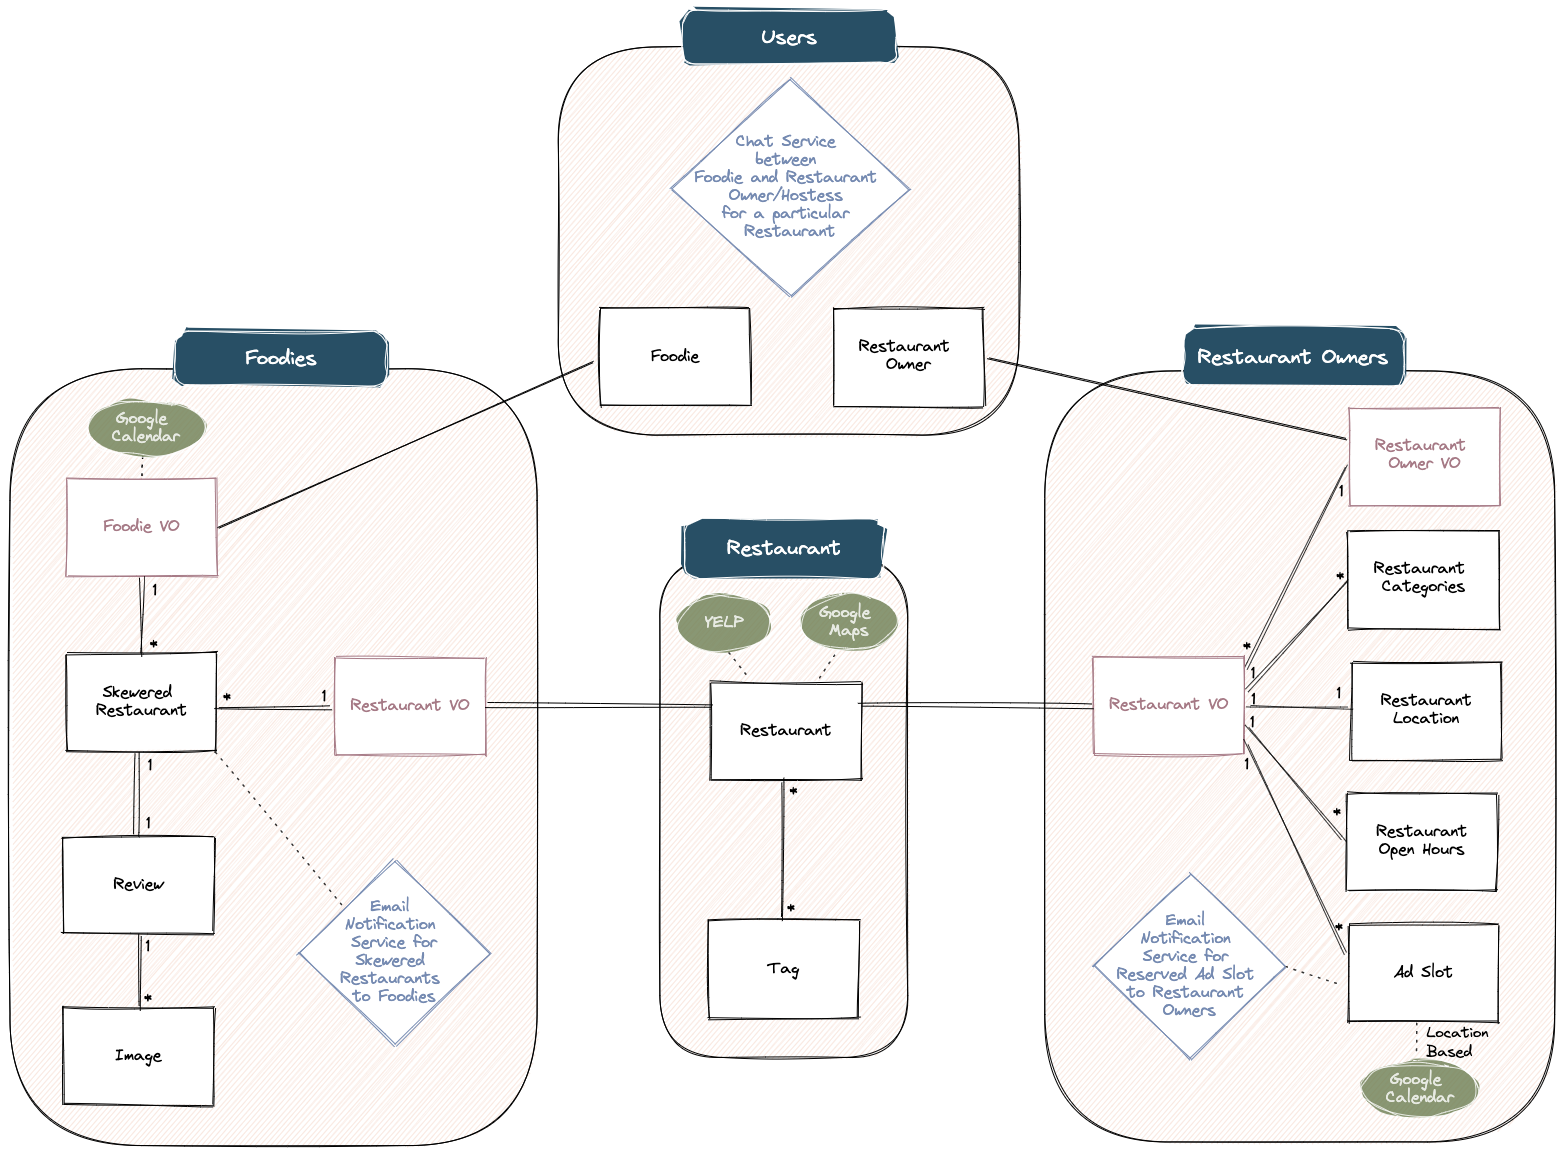 Users
Chat Service
between
Foodie and Restaurant
Owner/Hostess
for a particular
Restaurant
Foodie
Restaurant
Owner
Foodies
Google
Calendar
Foodie VO
1
*
Skewered
Restaurant
*
1
Restaurant VO
1
1
Review
1
*
Image
Email
Notification
Service for
Skewered
Restaurants
to Foodies
Restaurant
YELP
Google
Maps
Restaurant
*
*
Tag
Restaurant Owners
Restaurant
Owner VO
1
*
Restaurant
Categories
*
1
Restaurant VO
1
1
Restaurant
Location
1
*
Restaurant
Open Hours
1
*
Ad Slot
Email
Notification
Service for
Reserved Ad Slot
to Restaurant
Owners
Location
Based
Google
Calendar